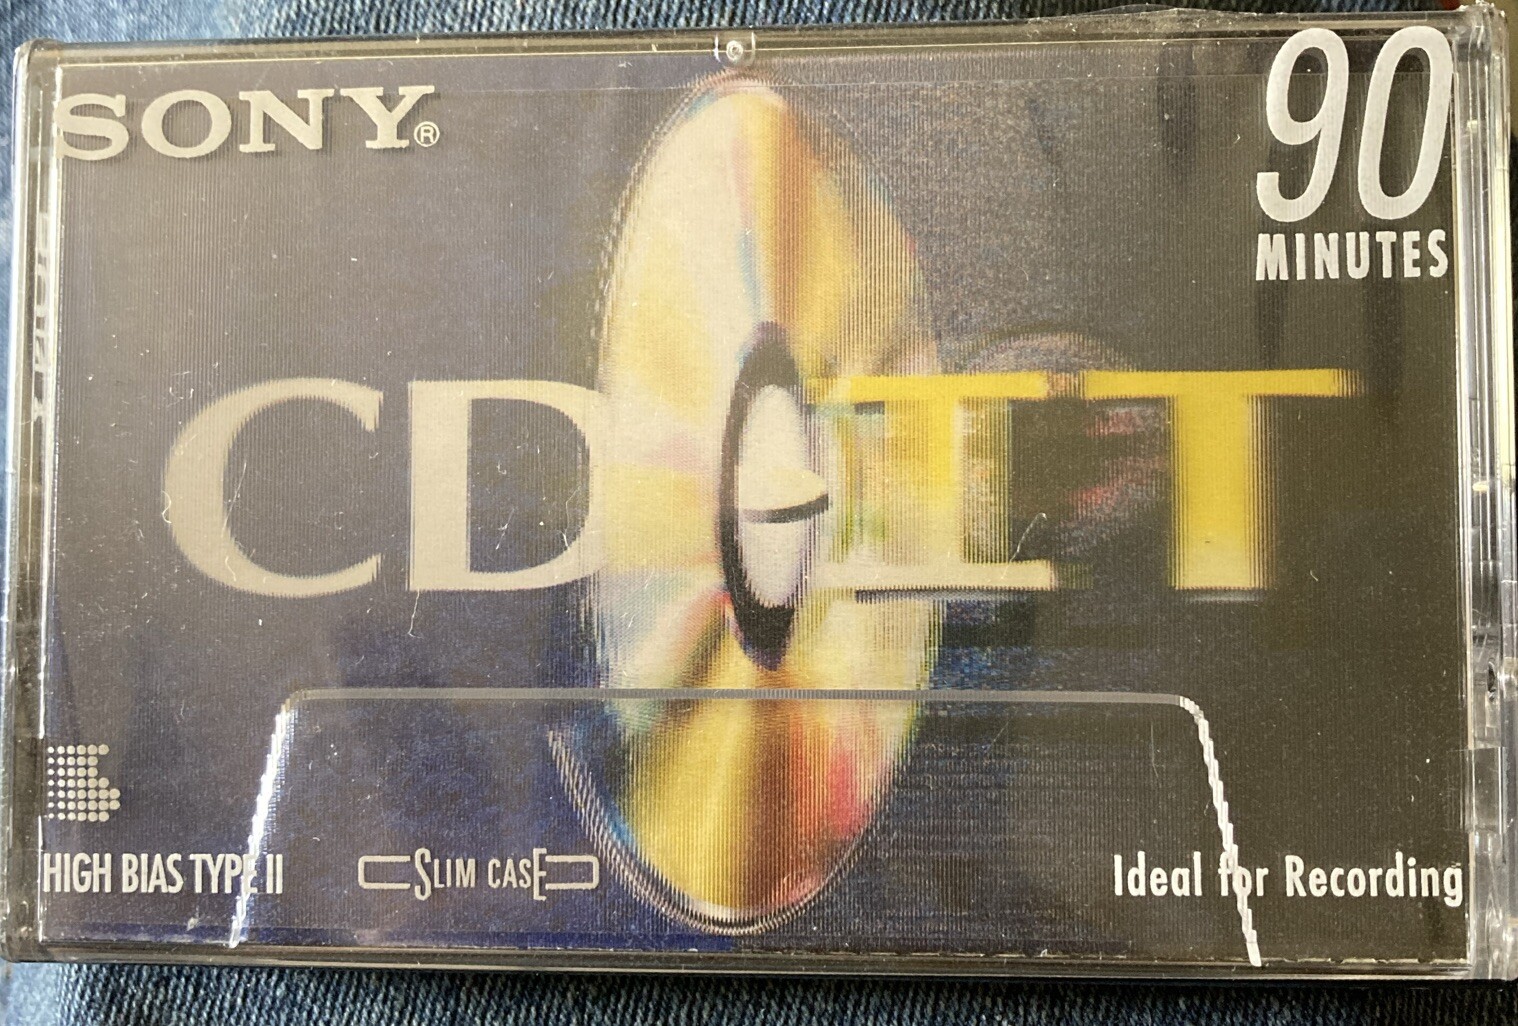 SONY®
90
MINUTES
CD IT
HIGH BIAS TYPE II
SLIM CASE
Ideal for Recording